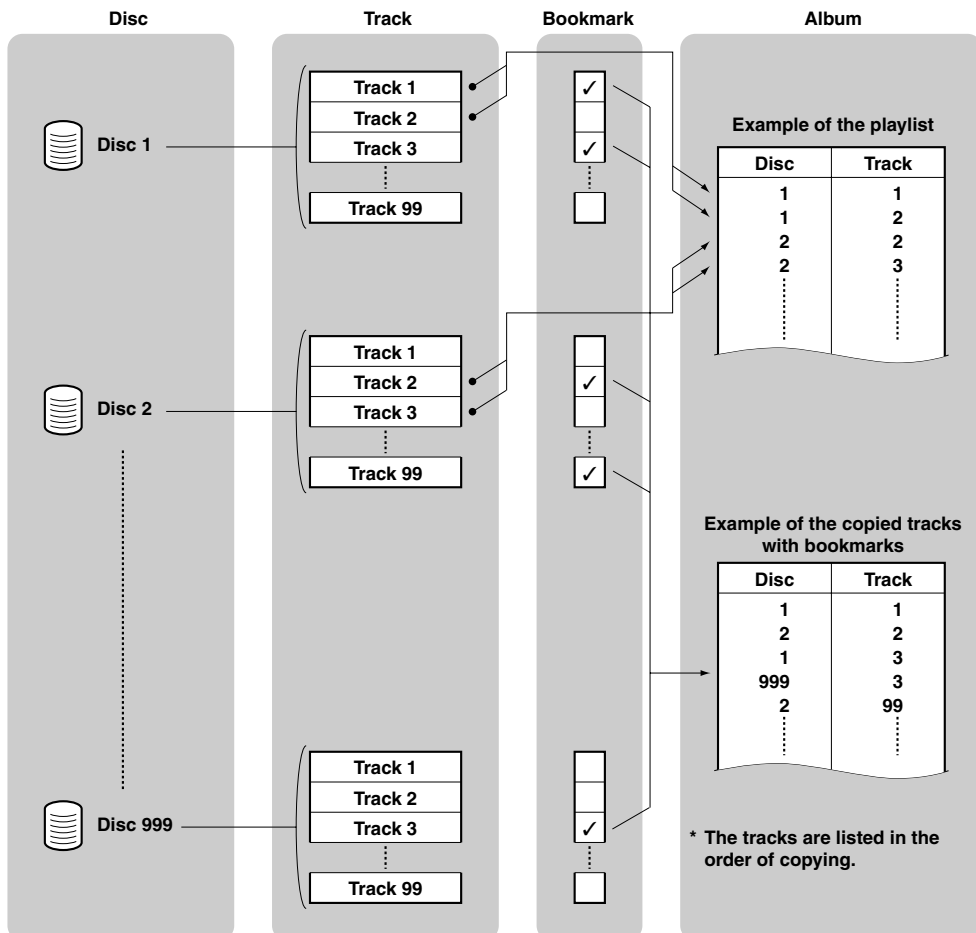 Disc Track Bookmark Album
Track 1 ✓
Track 2
Disc 1 Track 3 ✓
Track 99
Example of the playlist
Disc Track
1 1
1 2
2 2
2 3
Track 1
Track 2 ✓
Disc 2 Track 3
Track 99 ✓
Example of the copied tracks
with bookmarks
Disc Track
1 1
2 2
1 3
999 3
2 99
Track 1
Track 2
Disc 999 Track 3 ✓
Track 99
* The tracks are listed in the
order of copying.